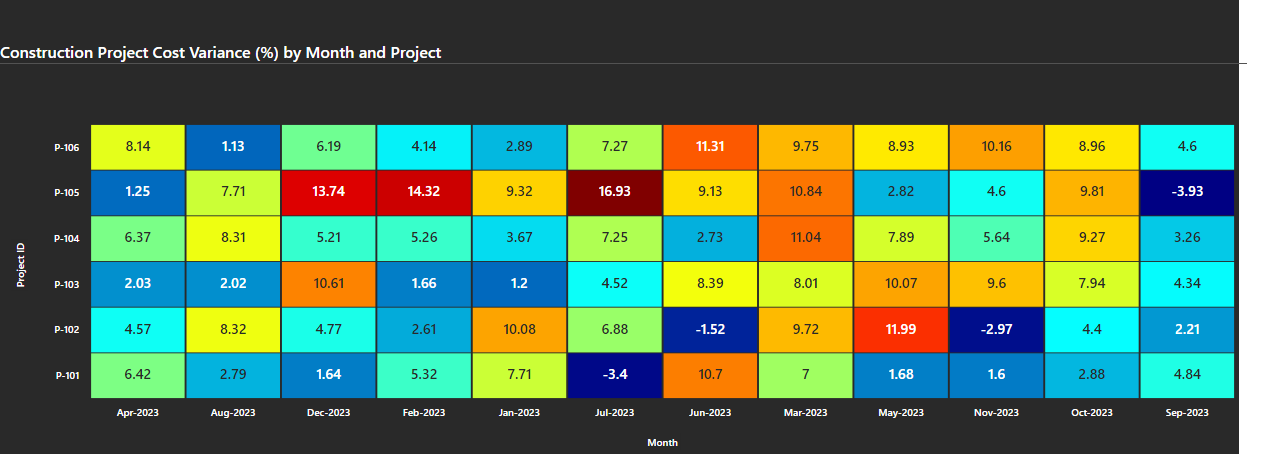 Construction Project Cost Variance (%) by Month and Project
Project ID
P-106 8.14 1.13 6.19 4.14 2.89 7.27 11.31 9.75 8.93 10.16 8.96 4.6
P-105 1.25 7.71 13.74 14.32 9.32 16.93 9.13 10.84 2.82 4.6 9.81 -3.93
P-104 6.37 8.31 5.21 5.26 3.67 7.25 2.73 11.04 7.89 5.64 9.27 3.26
P-103 2.03 2.02 10.61 1.66 1.2 4.52 8.39 8.01 10.07 9.6 7.94 4.34
P-102 4.57 8.32 4.77 2.61 10.08 6.88 -1.52 9.72 11.99 -2.97 4.4 2.21
P-101 6.42 2.79 1.64 5.32 7.71 -3.4 10.7 7 1.68 1.6 2.88 4.84
Apr-2023 Aug-2023 Dec-2023 Feb-2023 Jan-2023 Jul-2023 Jun-2023 Mar-2023 May-2023 Nov-2023 Oct-2023 Sep-2023
Month